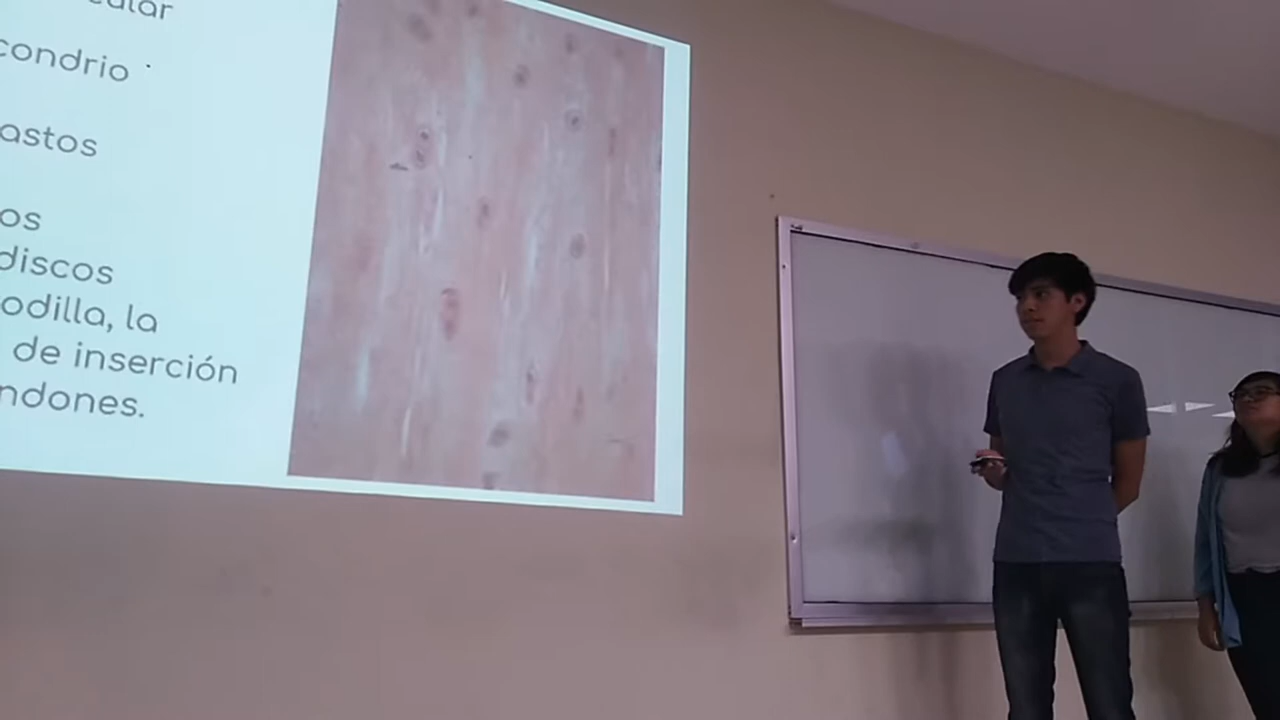 condrio
astos
os
discos
odilla, la
de inserción
ndones.